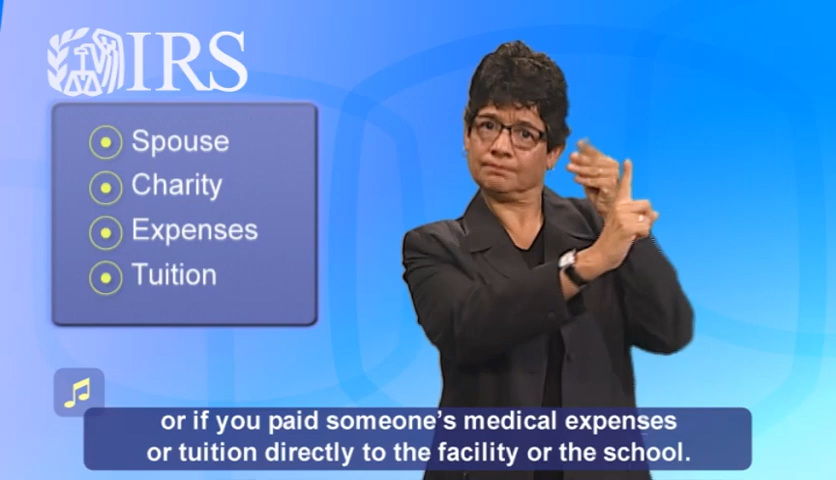 IRS
Spouse
Charity
Expenses
Tuition
or if you paid someone's medical expenses
or tuition directly to the facility or the school.